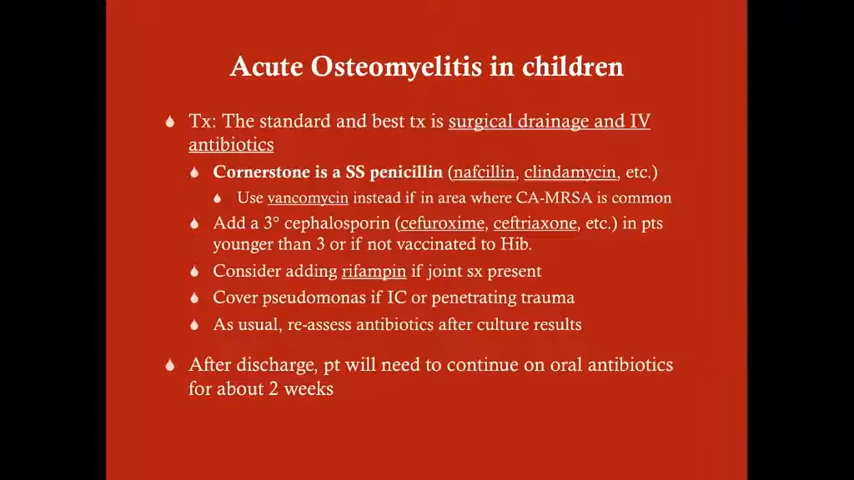 Acute Osteomyelitis in children
Tx: The standard and best tx is surgical drainage and IV
antibiotics
Cornerstone is a SS penicillin (nafcillin, clindamycin, etc.)
Use vancomycin instead if in area where CA-MRSA is common
Add a 3° cephalosporin (cefuroxime, ceftriaxone, etc.) in pts
younger than 3 or if not vaccinated to Hib.
Consider adding rifampin if joint sx present
Cover pseudomonas if IC or penetrating trauma
As usual, re-assess antibiotics after culture results
After discharge, pt will need to continue on oral antibiotics
for about 2 weeks